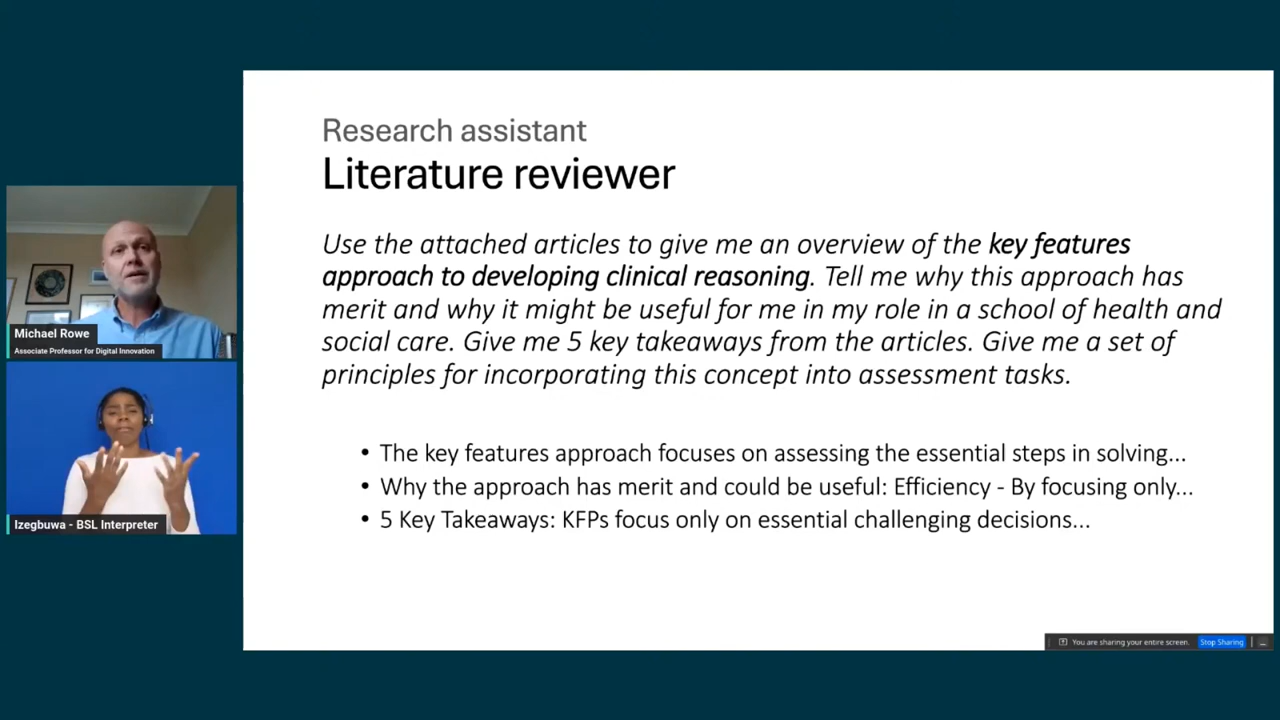 Research assistant
Literature reviewer
Use the attached articles to give me an overview of the key features
approach to developing clinical reasoning. Tell me why this approach has
merit and why it might be useful for me in my role in a school of health and
social care. Give me 5 key takeaways from the articles. Give me a set of
principles for incorporating this concept into assessment tasks.
• The key features approach focuses on assessing the essential steps in solving...
• Why the approach has merit and could be useful: Efficiency - By focusing only...
• 5 Key Takeaways: KFPs focus only on essential challenging decisions...
Michael Rowe
Associate Professor for Digital Innovation
Izegbuwa - BSL Interpreter
You are sharing your entire screen.
Stop Sharing